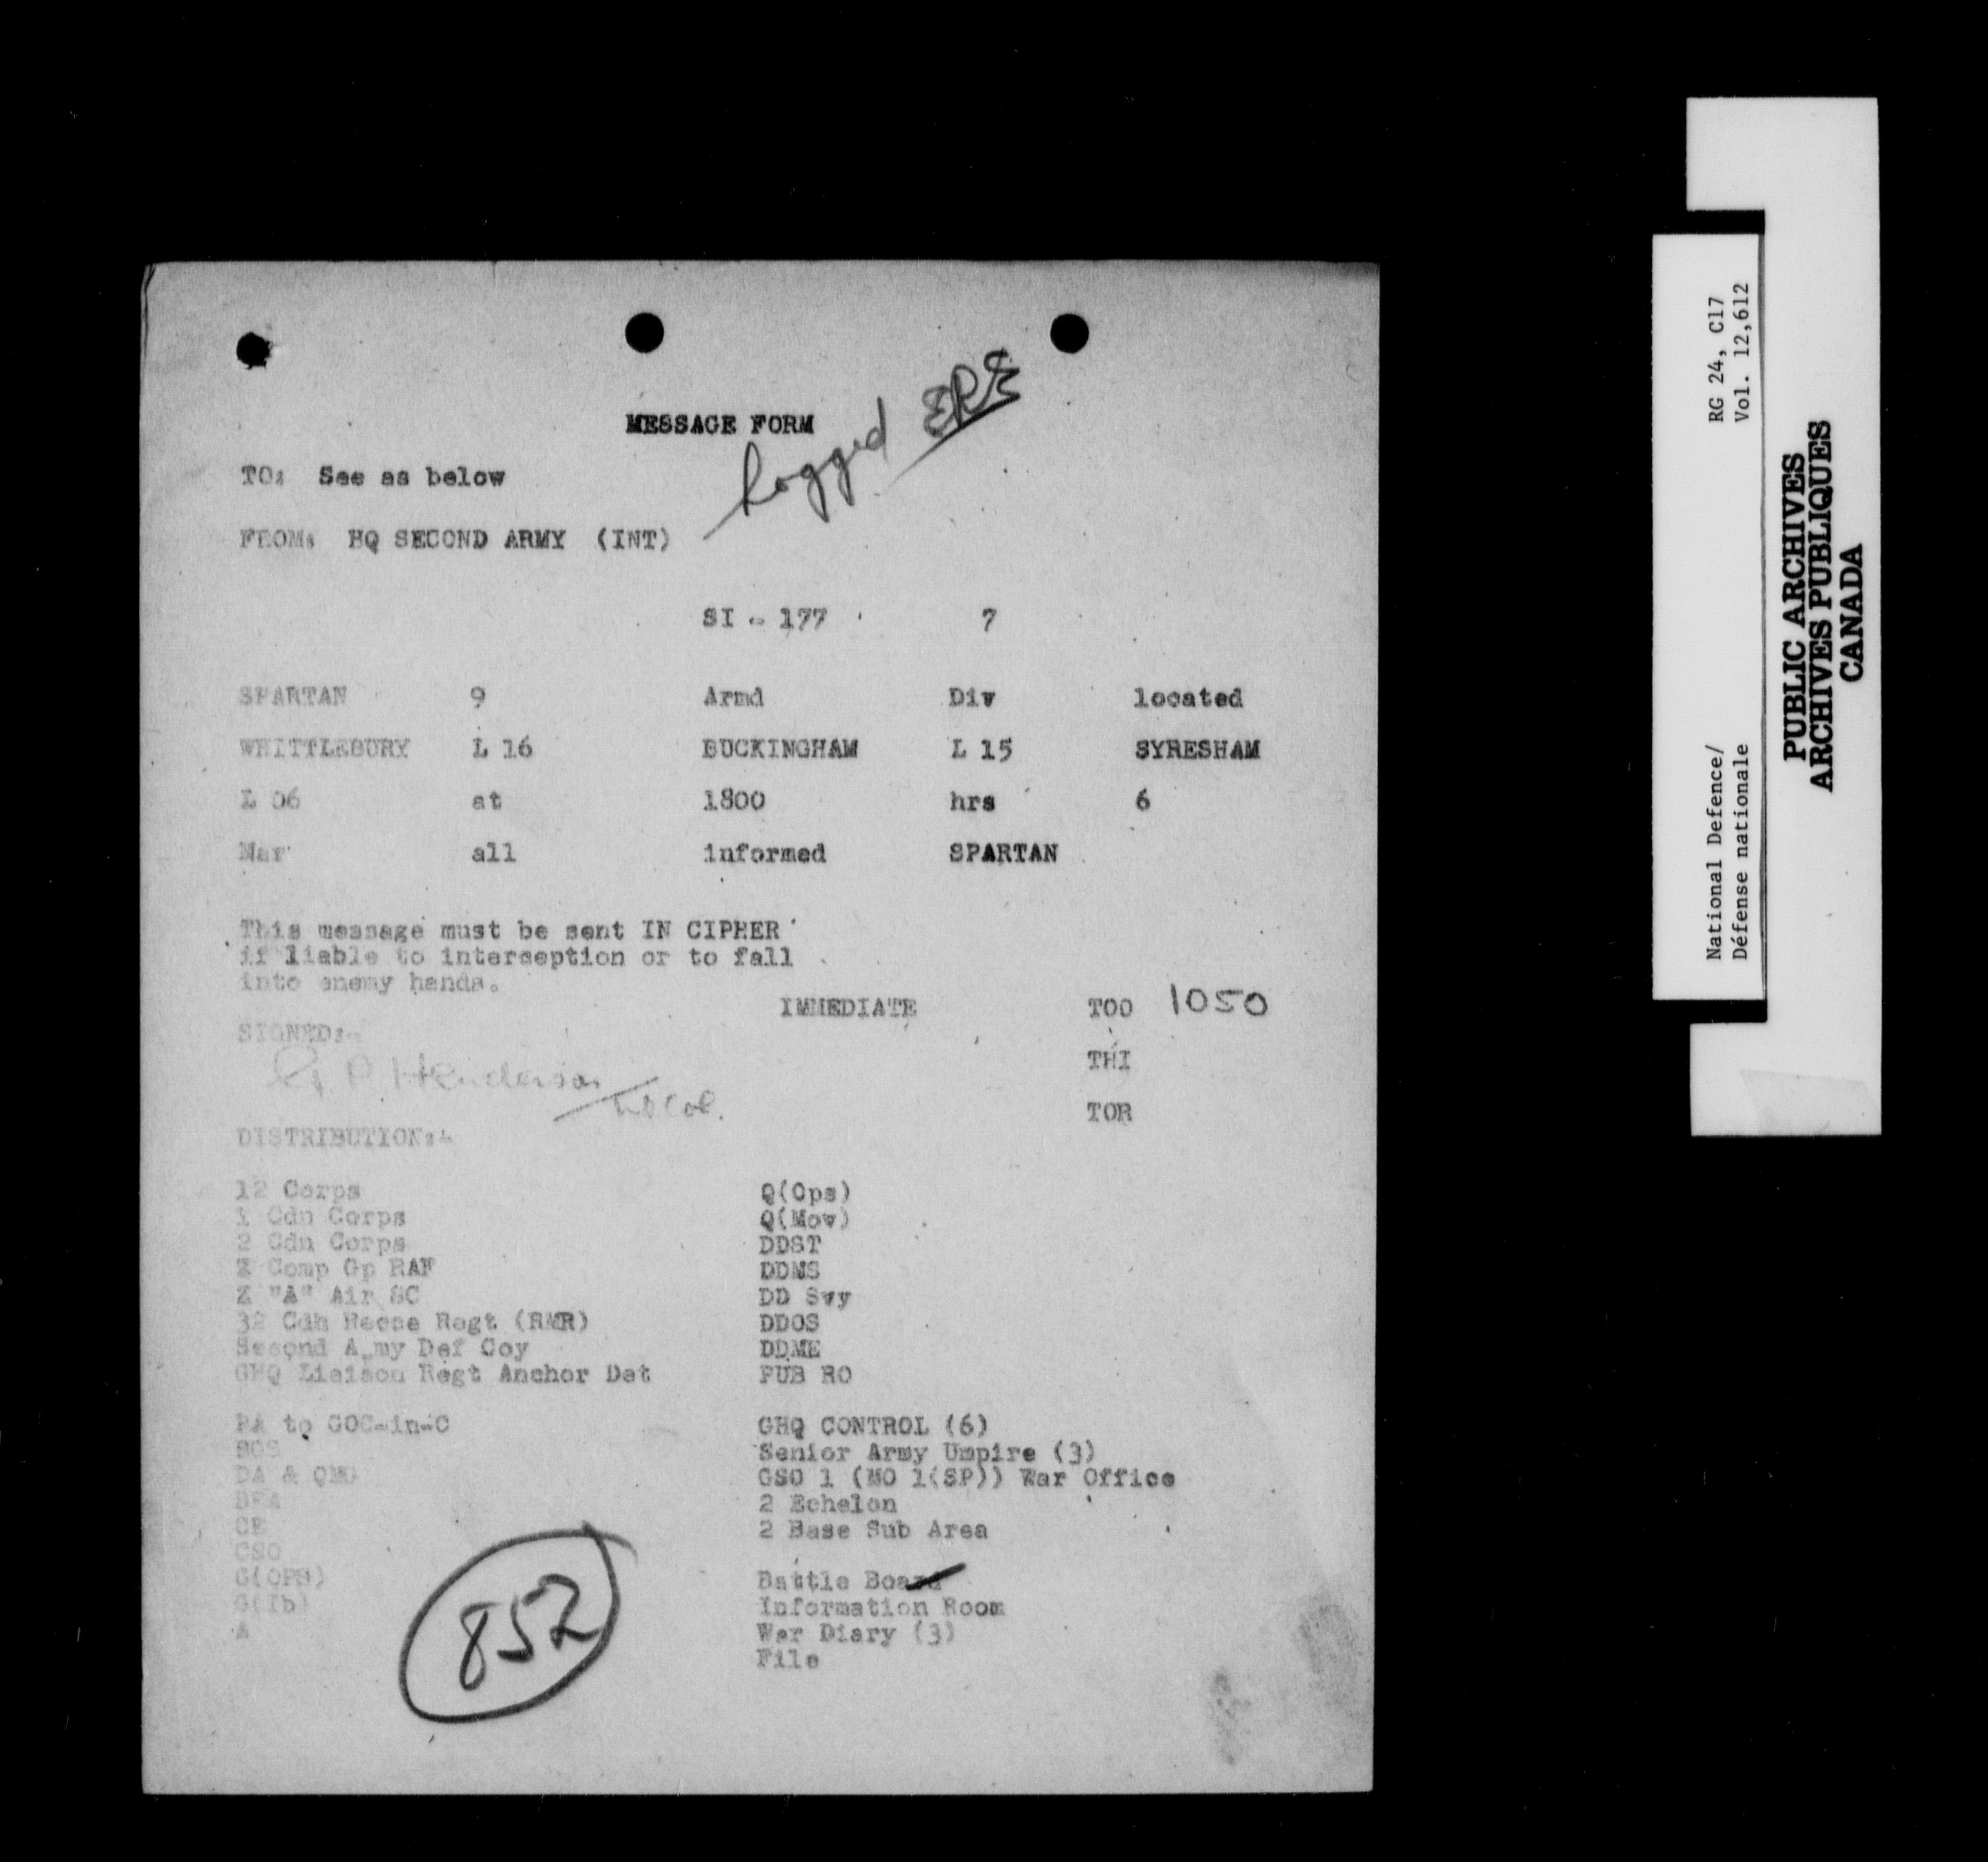 MESSAGE FORM
logged ERE
TO: See as below
FROM: HQ SECOND ARMY (INT)
SI - 177 7
SPARTAN 9 Armd Div located
WHITTLEBURY L 16 BUCKINGHAM L 15 SYRESHAM
L 06 at 1800 hrs 6
Mar all informed SPARTAN
This message must be sent IN CIPHER
if liable to interception or to fall
into enemy hands.
IMMEDIATE TOO 1050
SIGNED:-
THI
P Henderson
TOR
DISTRIBUTION:-
12 Corps Q(Ops)
1 Cdn Corps Q(Mov)
2 Cdn Corps DDST
Z Comp Gp RAF DDMS
Z "A" Air SC DD Svy
32 Cdn Recce Regt (RMR) DDOS
Second Army Def Coy DDME
GHQ Liaison Regt Anchor Det PUB RO
PA to GOC-in-C GHQ CONTROL (6)
BGS Senior Army Umpire (3)
DA & QMG GSO 1 (MO 1(SP)) War Office
BRA 2 Echelon
CE 2 Base Sub Area
CSO
G(OPS) Battle Board
G(Ib) Information Room
A War Diary (3)
File
852
RG 24, C17
Vol. 12,612
National Defence/
Défense nationale
PUBLIC ARCHIVES
ARCHIVES PUBLIQUES
CANADA